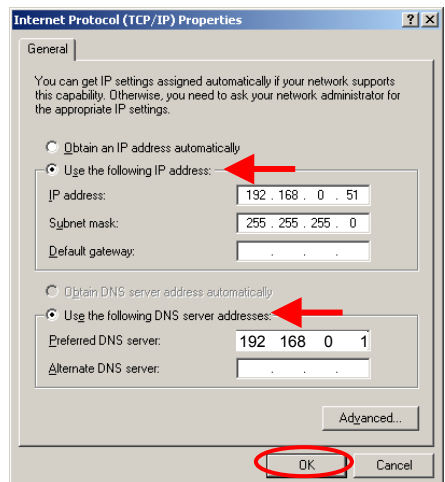 Internet Protocol (TCP/IP) Properties
General
You can get IP settings assigned automatically if your network supports
this capability. Otherwise, you need to ask your network administrator for
the appropriate IP settings.
Obtain an IP address automatically
Use the following IP address:
IP address: 192 . 168 . 0 . 51
Subnet mask: 255 . 255 . 255 . 0
Default gateway: . . .
Obtain DNS server address automatically
Use the following DNS server addresses:
Preferred DNS server: 192 168 0 1
Alternate DNS server: . . .
Advanced...
OK Cancel